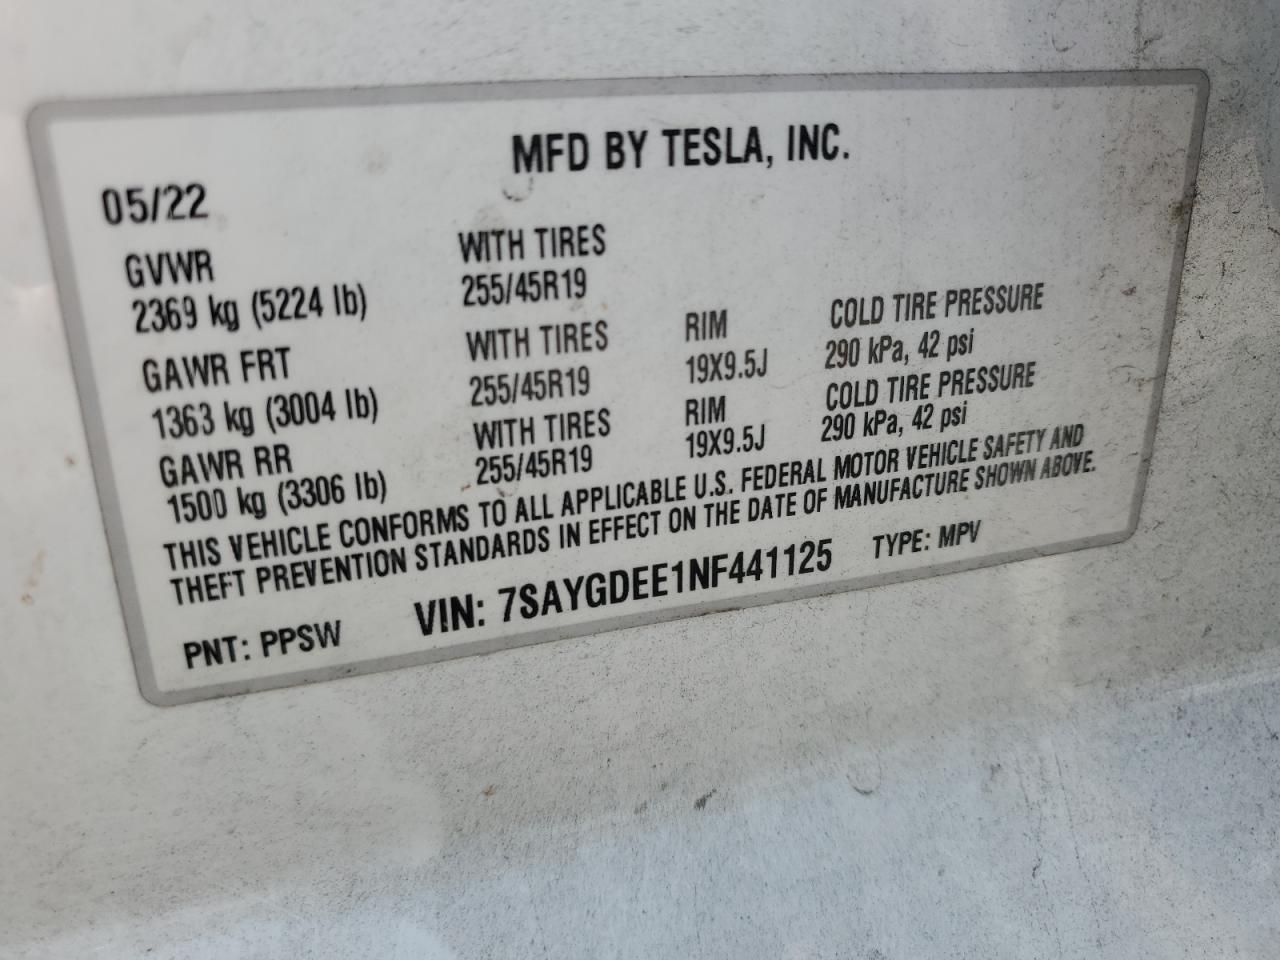 MFD BY TESLA, INC.
05/22
GVWR WITH TIRES
2369 kg (5224 lb) 255/45R19
GAWR FRT WITH TIRES RIM COLD TIRE PRESSURE
1363 kg (3004 lb) 255/45R19 19X9.5J 290 kPa, 42 psi
GAWR RR WITH TIRES RIM COLD TIRE PRESSURE
1500 kg (3306 lb) 255/45R19 19X9.5J 290 kPa, 42 psi
THIS VEHICLE CONFORMS TO ALL APPLICABLE U.S. FEDERAL MOTOR VEHICLE SAFETY AND
THEFT PREVENTION STANDARDS IN EFFECT ON THE DATE OF MANUFACTURE SHOWN ABOVE.
PNT: PPSW VIN: 7SAYGDEE1NF441125 TYPE: MPV